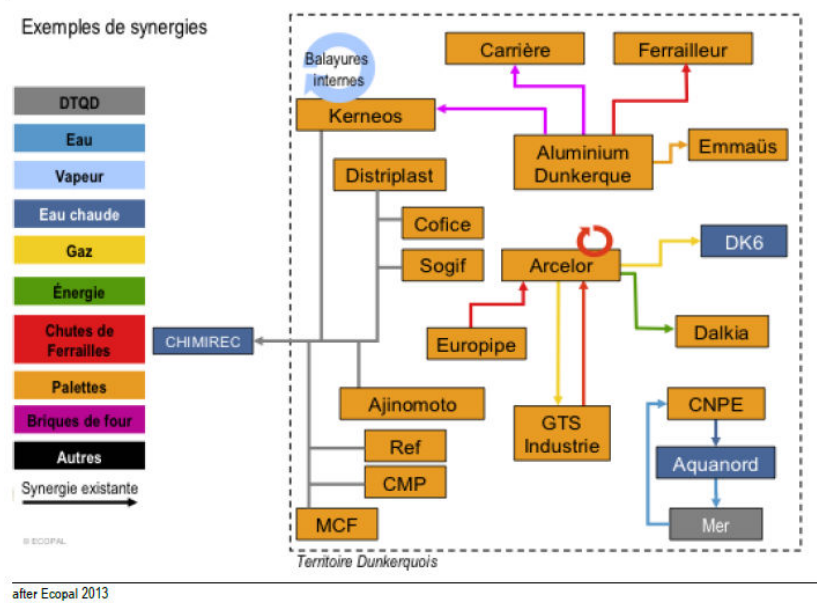 Exemples de synergies
DTQD
Eau
Vapeur
Eau chaude
Gaz
Énergie
Chutes de
Ferrailles
Palettes
Briques de four
Autres
Synergie existante
© ECOPAL
Balayures
internes
Kerneos
Carrière
Ferrailleur
Aluminium
Dunkerque
Emmaüs
Distriplast
Cofice
Sogif
Arcelor
DK6
CHIMIREC
Europipe
Dalkia
Ajinomoto
GTS
Industrie
CNPE
Ref
CMP
Aquanord
MCF
Mer
Territoire Dunkerquois
after Ecopal 2013